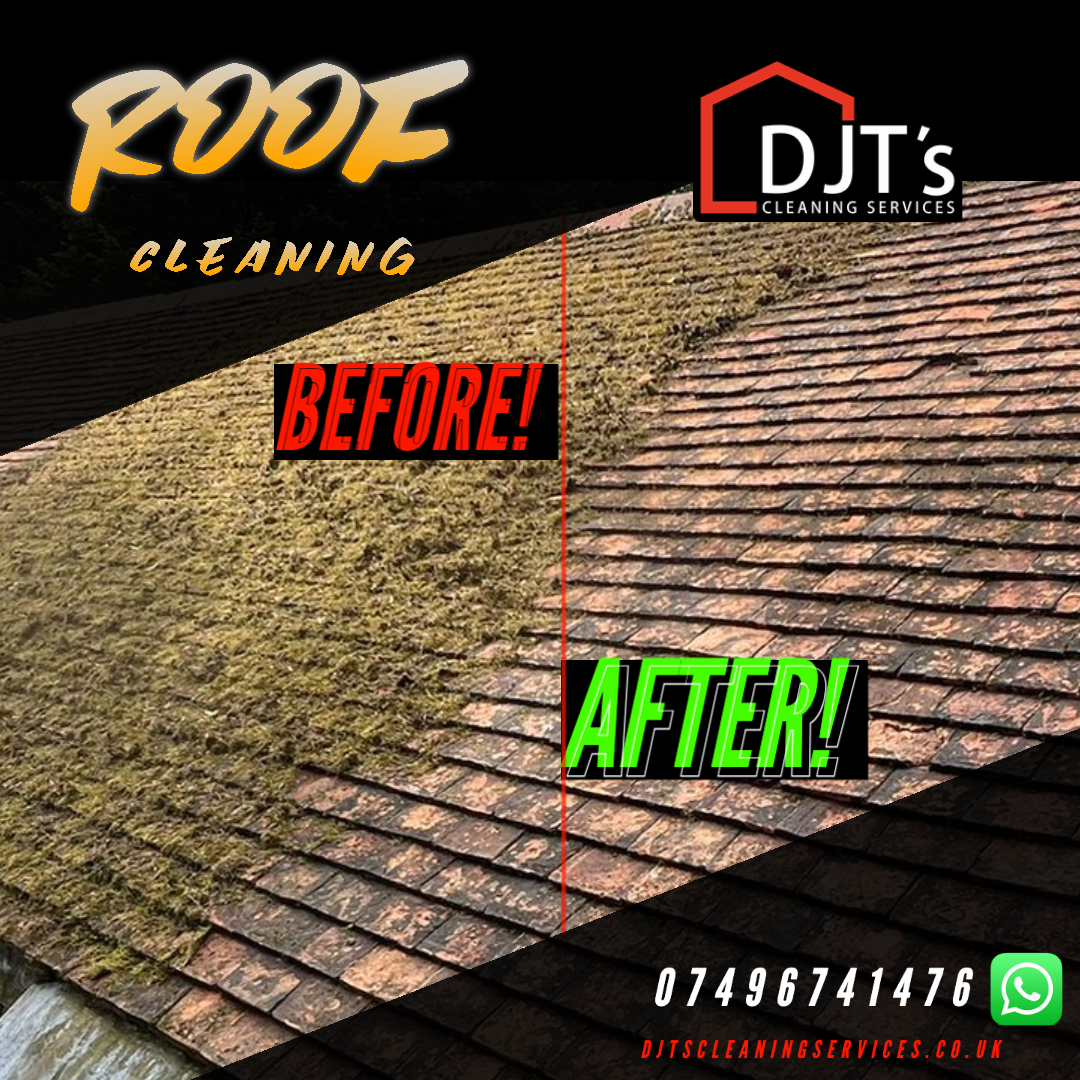 ROOF
CLEANING
DJT's
CLEANING SERVICES
BEFORE!
AFTER!
07496741476
DJTSCLEANINGSERVICES.CO.UK